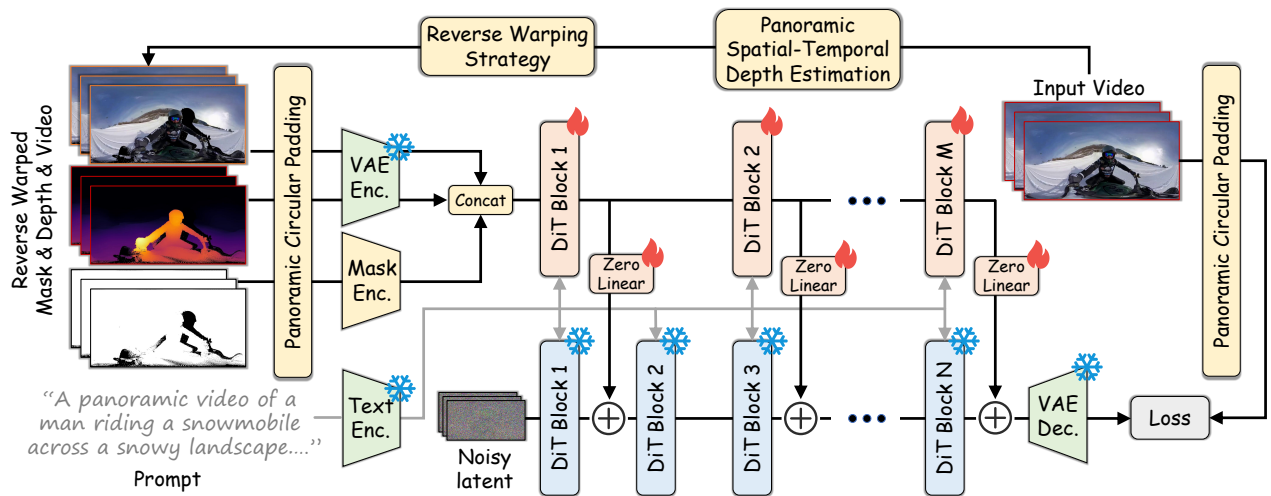 Reverse Warping
Strategy
Panoramic
Spatial-Temporal
Depth Estimation
Input Video
Reverse Warped
Mask & Depth & Video
Panoramic Circular Padding
VAE
Enc.
Mask
Enc.
Concat
DiT Block 1
DiT Block 2
DiT Block M
Zero
Linear
Zero
Linear
Zero
Linear
Panoramic Circular Padding
“A panoramic video of a
man riding a snowmobile
across a snowy landscape....”
Prompt
Text
Enc.
Noisy
latent
DiT Block 1
DiT Block 2
DiT Block 3
DiT Block N
VAE
Dec.
Loss